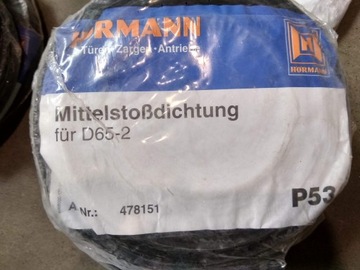 HÖRMANN
Türen·Zargen·Antriebe
HÖRMANN
Mittelstoßdichtung
für D65-2
A Nr.: 478151
P53